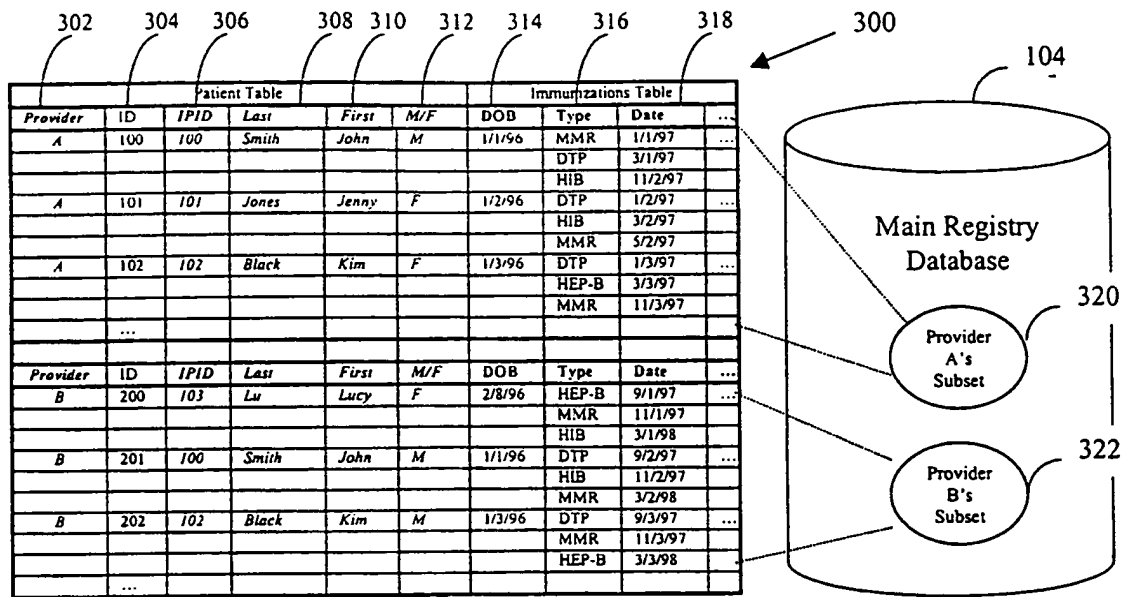 302 304 306 308 310 312 314 316 318
300
104
Patient Table Immunizations Table
Provider ID IPID Last First M/F DOB Type Date ...
A 100 100 Smith John M 1/1/96 MMR 1/1/97 ...
DTP 3/1/97
HIB 11/2/97
A 101 101 Jones Jenny F 1/2/96 DTP 1/2/97 ...
HIB 3/2/97
MMR 5/2/97
A 102 102 Black Kim F 1/3/96 DTP 1/3/97 ...
HEP-B 3/3/97
MMR 11/3/97
...
Provider ID IPID Last First M/F DOB Type Date ...
B 200 103 Lu Lucy F 2/8/96 HEP-B 9/1/97 ...
MMR 11/1/97
HIB 3/1/98
B 201 100 Smith John M 1/1/96 DTP 9/2/97 ...
HIB 11/2/97
MMR 3/2/98
B 202 102 Black Kim M 1/3/96 DTP 9/3/97 ...
MMR 11/3/97
HEP-B 3/3/98
...
Main Registry
Database
320
Provider
A's
Subset
322
Provider
B's
Subset